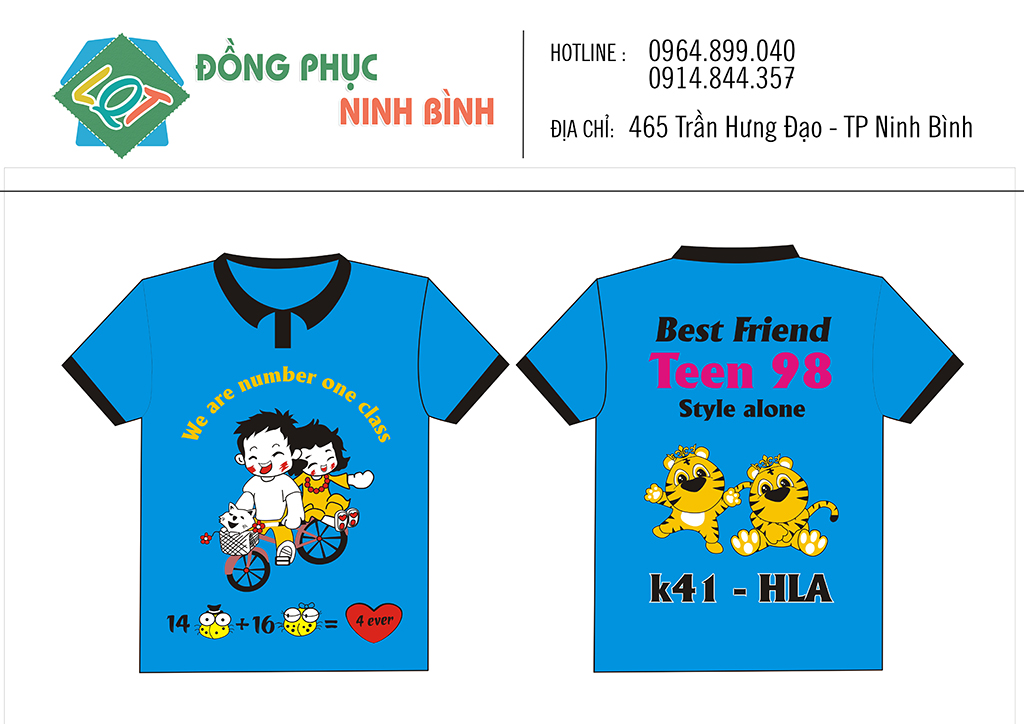 LQT
ĐỒNG PHỤC
NINH BÌNH
HOTLINE : 0964.899.040
0914.844.357
ĐỊA CHỈ: 465 Trần Hưng Đạo - TP Ninh Bình
We are number one class
14 + 16 = 4 ever
Best Friend
Teen 98
Style alone
k41 - HLA